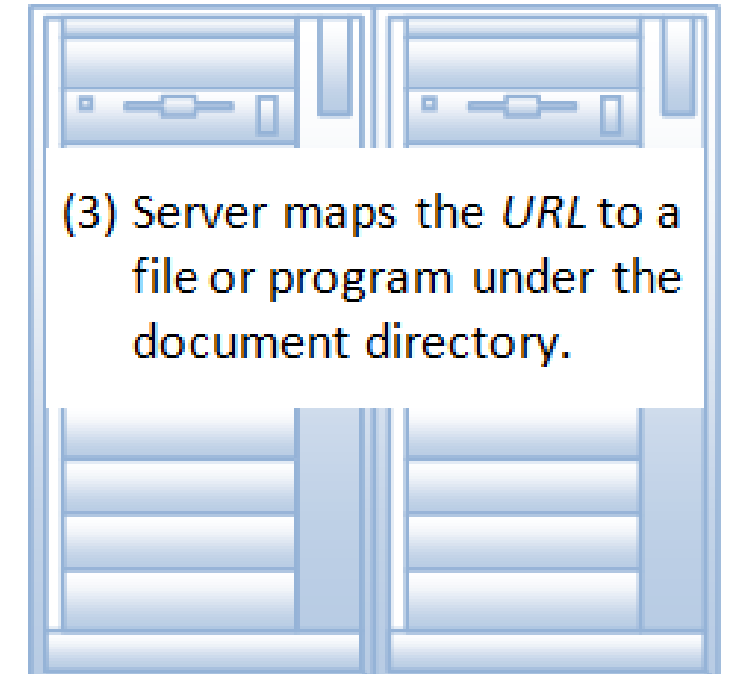 (3) Server maps the URL to a
file or program under the
document directory.